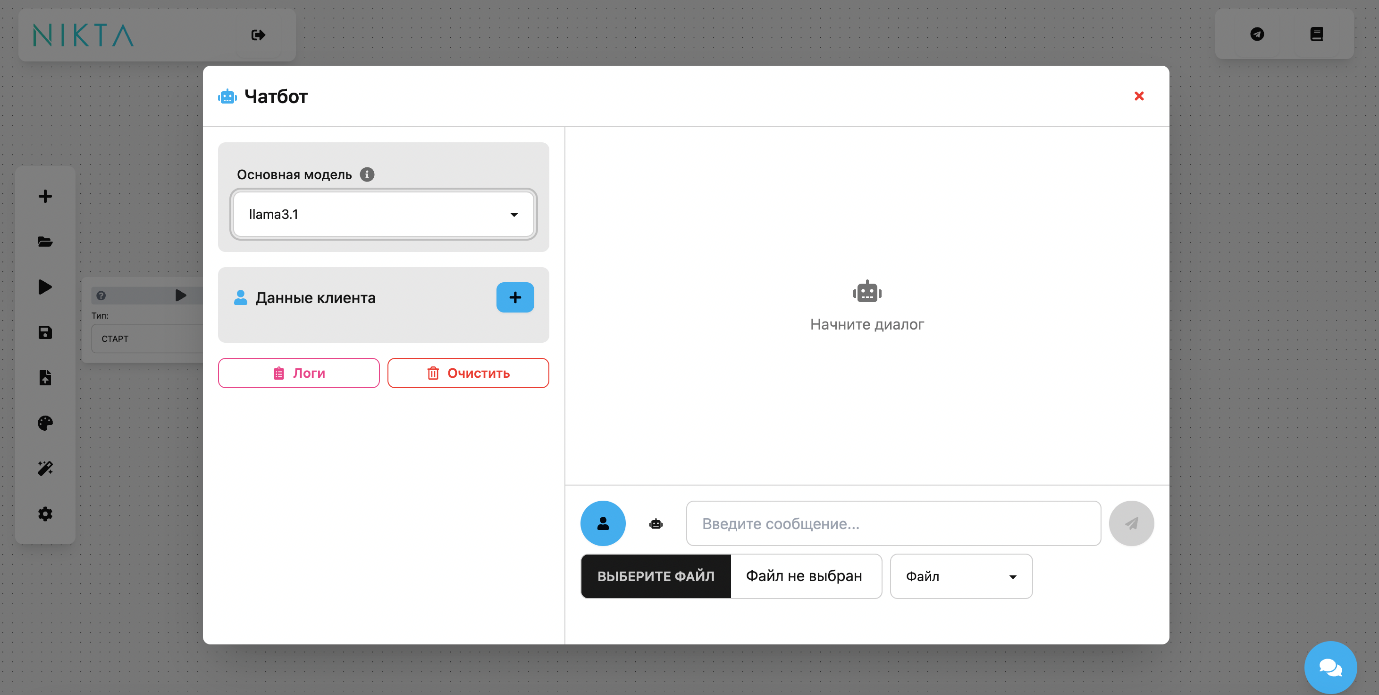 NIKTA
Чатбот
Основная модель
llama3.1
Данные клиента
Логи
Очистить
Тип:
СТАРТ
Начните диалог
Введите сообщение...
ВЫБЕРИТЕ ФАЙЛ
Файл не выбран
Файл